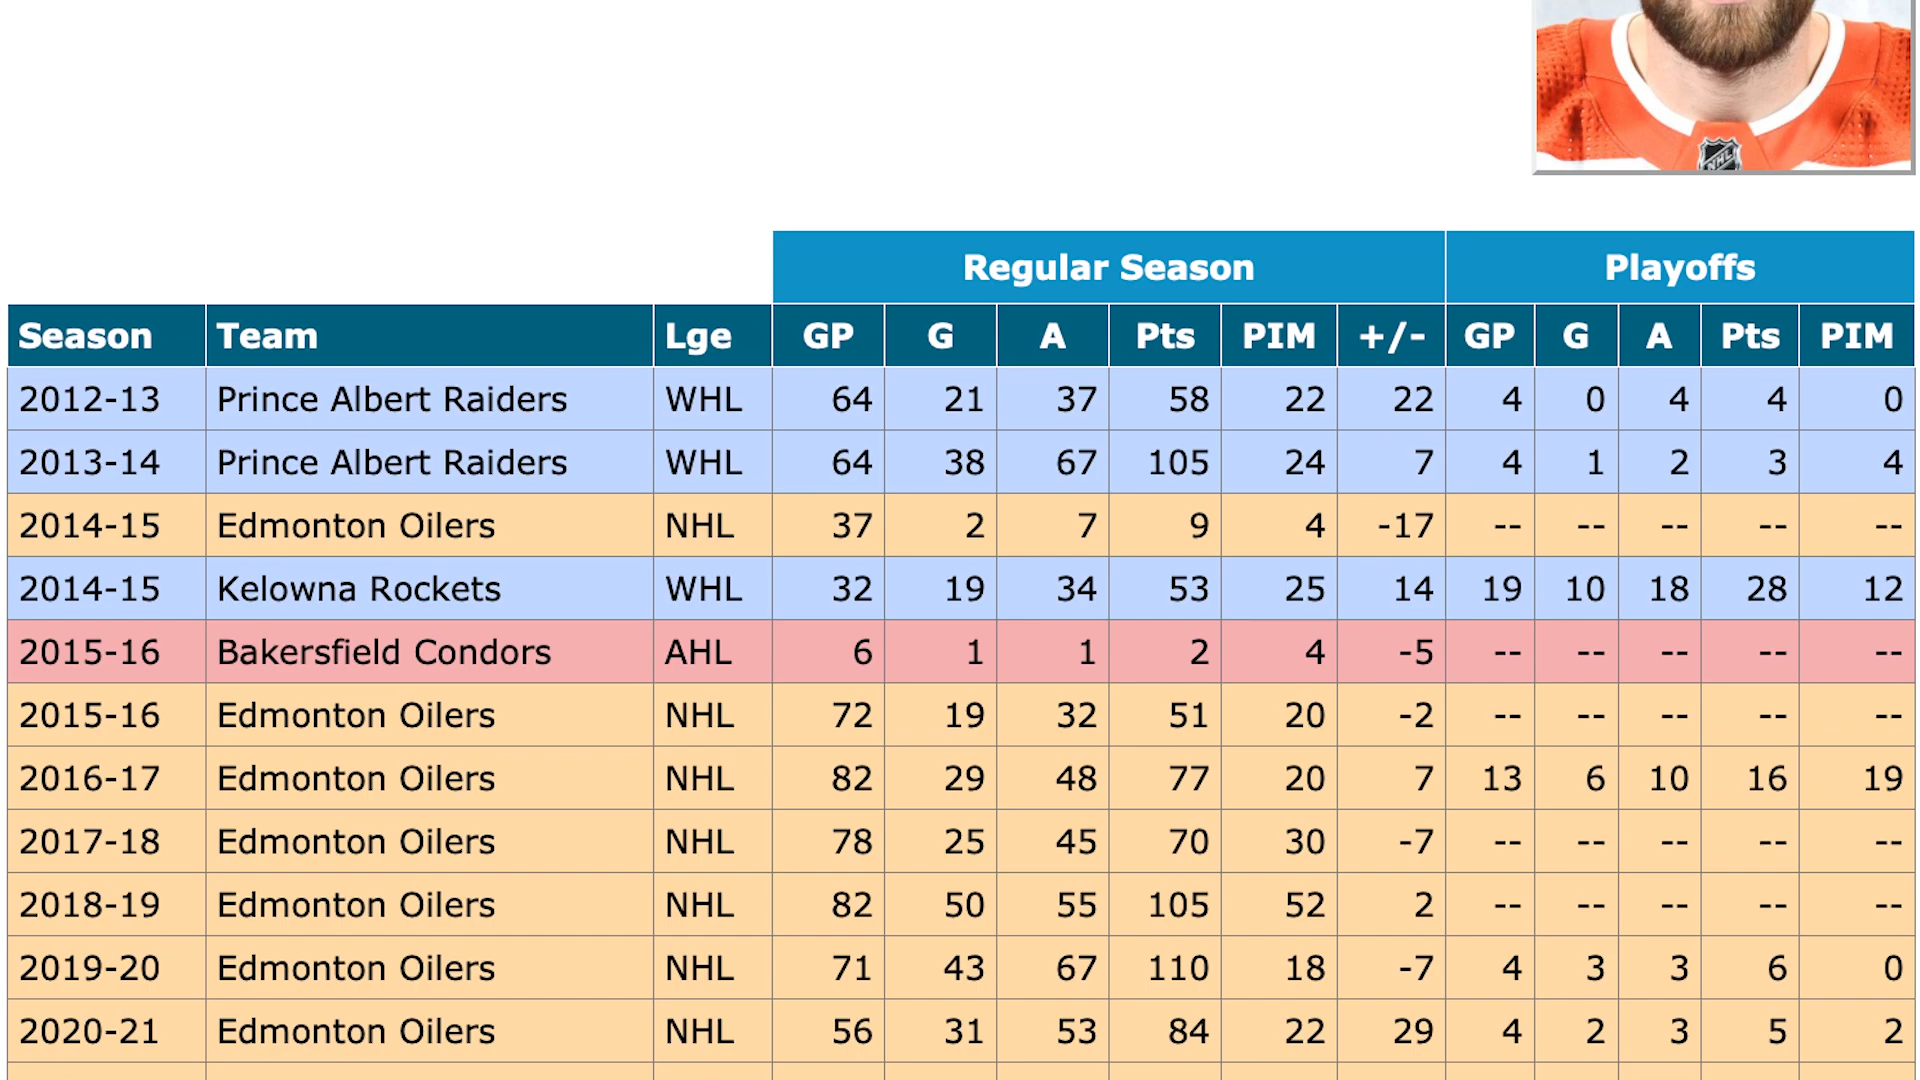 NHL
Regular Season Playoffs
Season Team Lge GP G A Pts PIM +/- GP G A Pts PIM
2012-13 Prince Albert Raiders WHL 64 21 37 58 22 22 4 0 4 4 0
2013-14 Prince Albert Raiders WHL 64 38 67 105 24 7 4 1 2 3 4
2014-15 Edmonton Oilers NHL 37 2 7 9 4 -17 -- -- -- -- --
2014-15 Kelowna Rockets WHL 32 19 34 53 25 14 19 10 18 28 12
2015-16 Bakersfield Condors AHL 6 1 1 2 4 -5 -- -- -- -- --
2015-16 Edmonton Oilers NHL 72 19 32 51 20 -2 -- -- -- -- --
2016-17 Edmonton Oilers NHL 82 29 48 77 20 7 13 6 10 16 19
2017-18 Edmonton Oilers NHL 78 25 45 70 30 -7 -- -- -- -- --
2018-19 Edmonton Oilers NHL 82 50 55 105 52 2 -- -- -- -- --
2019-20 Edmonton Oilers NHL 71 43 67 110 18 -7 4 3 3 6 0
2020-21 Edmonton Oilers NHL 56 31 53 84 22 29 4 2 3 5 2